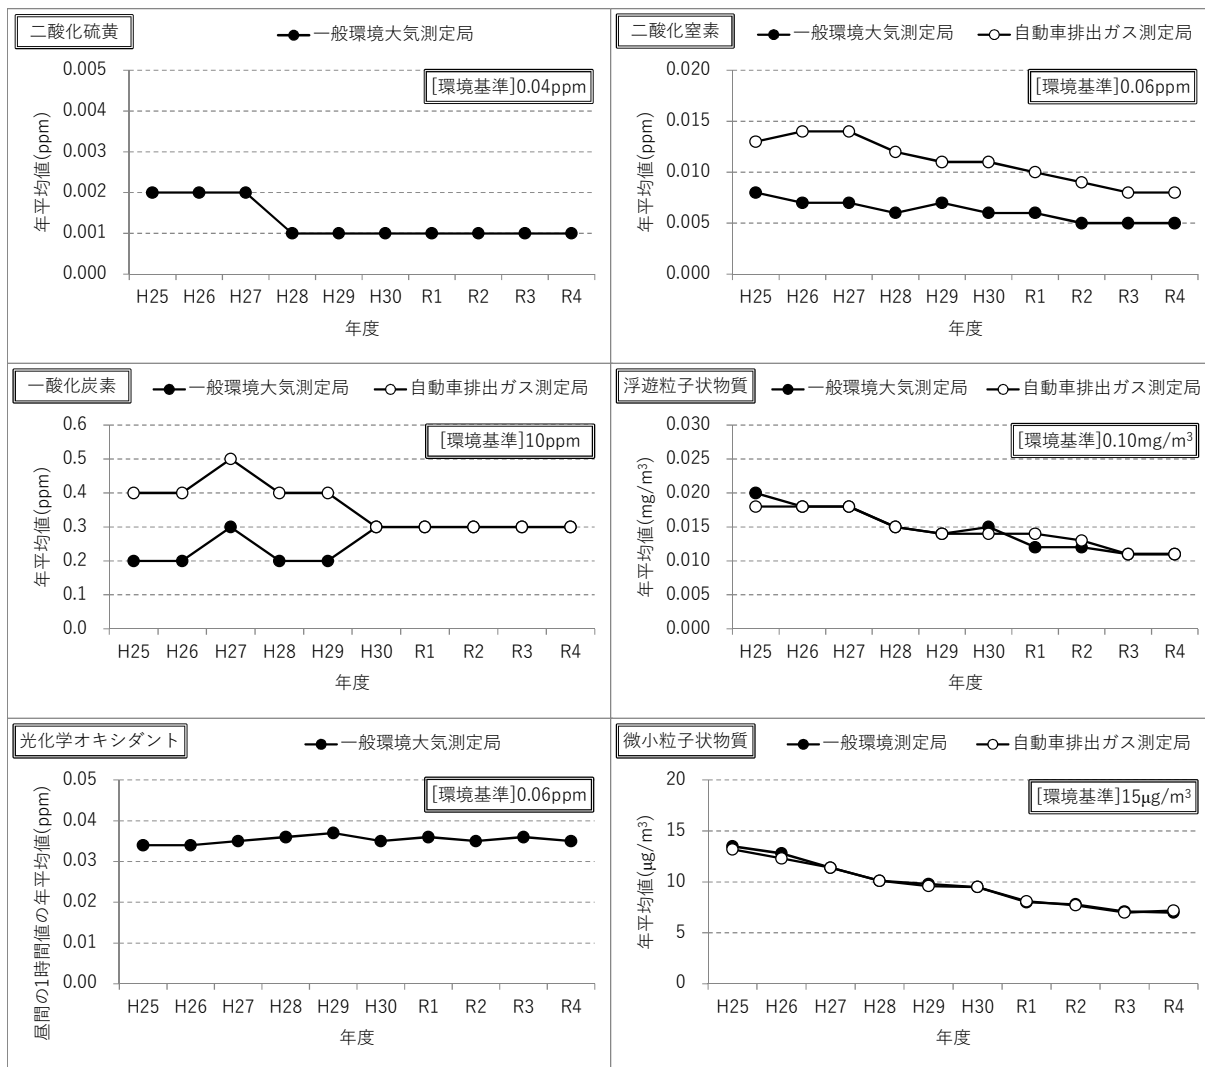 二酸化硫黄
一般環境大気測定局
[環境基準]0.04ppm
年平均値(ppm)
0.005
0.004
0.003
0.002
0.001
0.000
H25 H26 H27 H28 H29 H30 R1 R2 R3 R4
年度
二酸化窒素
一般環境大気測定局 自動車排出ガス測定局
[環境基準]0.06ppm
年平均値(ppm)
0.020
0.015
0.010
0.005
0.000
H25 H26 H27 H28 H29 H30 R1 R2 R3 R4
年度
一酸化炭素
一般環境大気測定局 自動車排出ガス測定局
[環境基準]10ppm
年平均値(ppm)
0.6
0.5
0.4
0.3
0.2
0.1
0.0
H25 H26 H27 H28 H29 H30 R1 R2 R3 R4
年度
浮遊粒子状物質
一般環境大気測定局 自動車排出ガス測定局
[環境基準]0.10mg/m³
年平均値(mg/m³)
0.030
0.025
0.020
0.015
0.010
0.005
0.000
H25 H26 H27 H28 H29 H30 R1 R2 R3 R4
年度
光化学オキシダント
一般環境大気測定局
[環境基準]0.06ppm
昼間の1時間値の年平均値(ppm)
0.05
0.04
0.03
0.02
0.01
0.00
H25 H26 H27 H28 H29 H30 R1 R2 R3 R4
年度
微小粒子状物質
一般環境測定局 自動車排出ガス測定局
[環境基準]15μg/m³
年平均値(μg/m³)
20
15
10
5
0
H25 H26 H27 H28 H29 H30 R1 R2 R3 R4
年度